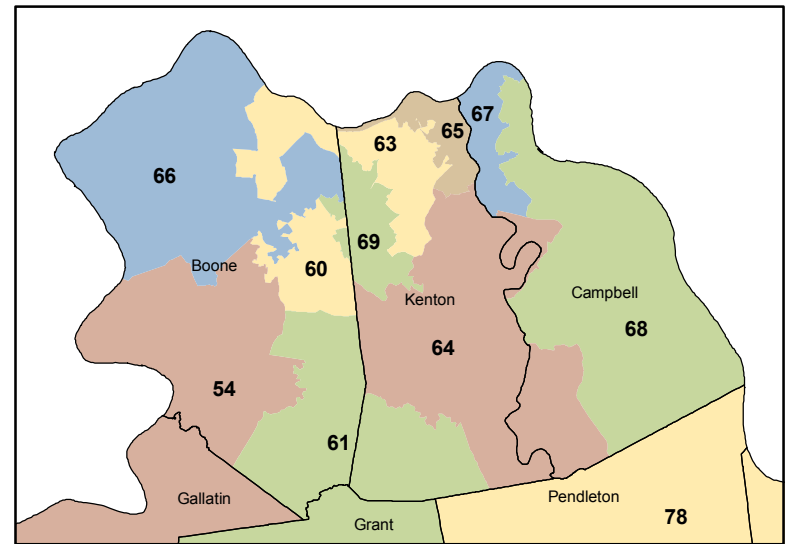 67
65
63
66
69
Boone
60
Campbell
Kenton
68
64
54
61
Gallatin
Pendleton
78
Grant